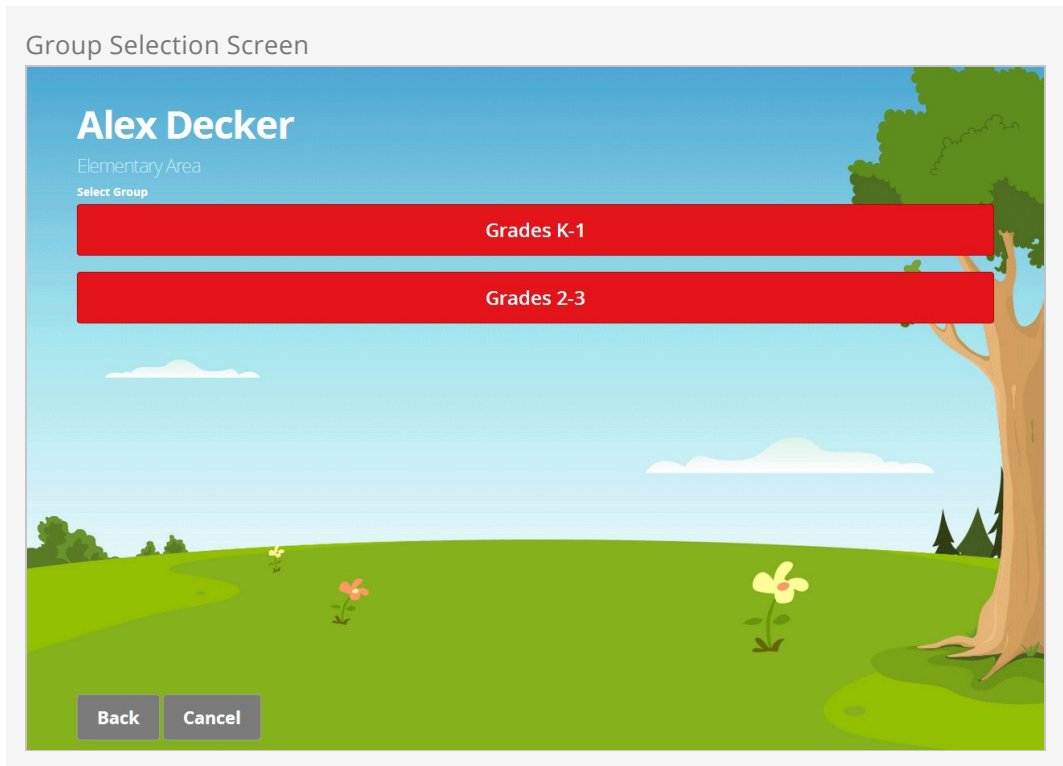 Group Selection Screen
Alex Decker
Elementary Area
Select Group
Grades K-1
Grades 2-3
Back Cancel